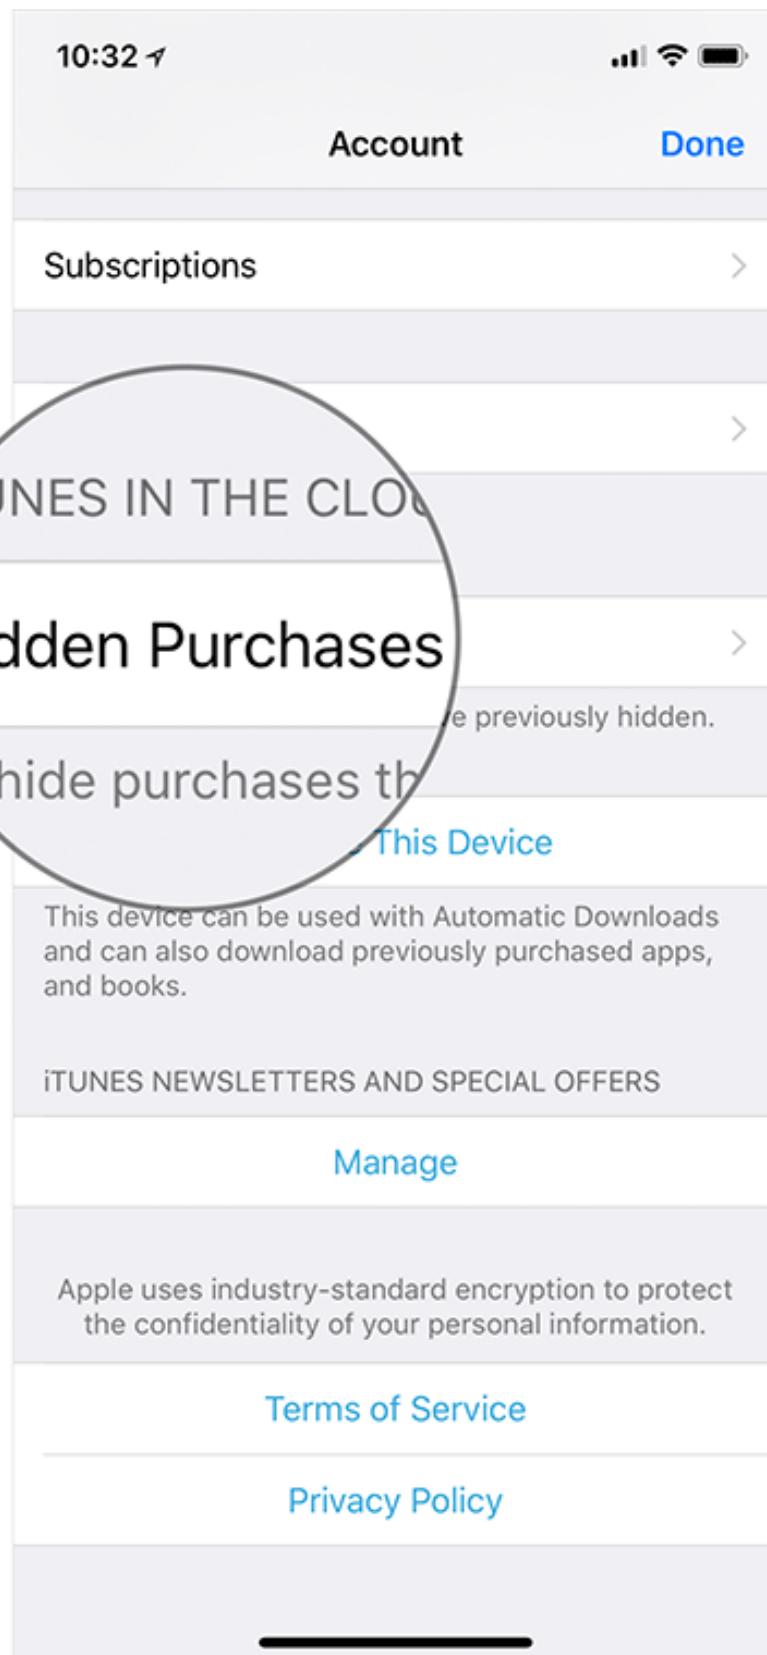 10:32
Account
Done
Subscriptions
UNES IN THE CLOU
dden Purchases
e previously hidden.
hide purchases th
This Device
This device can be used with Automatic Downloads
and can also download previously purchased apps,
and books.
iTUNES NEWSLETTERS AND SPECIAL OFFERS
Manage
Apple uses industry-standard encryption to protect
the confidentiality of your personal information.
Terms of Service
Privacy Policy